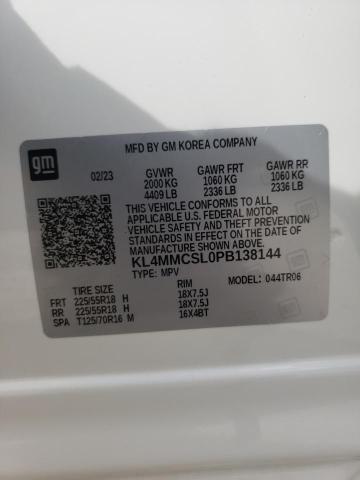 gm
MFD BY GM KOREA COMPANY
02/23
GVWR GAWR FRT GAWR RR
2000 KG 1060 KG 1060 KG
4409 LB 2336 LB 2336 LB
THIS VEHICLE CONFORMS TO ALL
APPLICABLE U.S. FEDERAL MOTOR
VEHICLE SAFETY AND THEFT PREVENTION
STANDARDS IN EFFECT ON THE DATE OF
MANUFACTURE SHOWN ABOVE.
KL4MMCSL0PB138144
TYPE: MPV 044TR06
TIRE SIZE RIM
FRT 225/55R18 H 18X7.5J
RR 225/55R18 H 18X7.5J
SPA T125/70R16 M 16X4BT